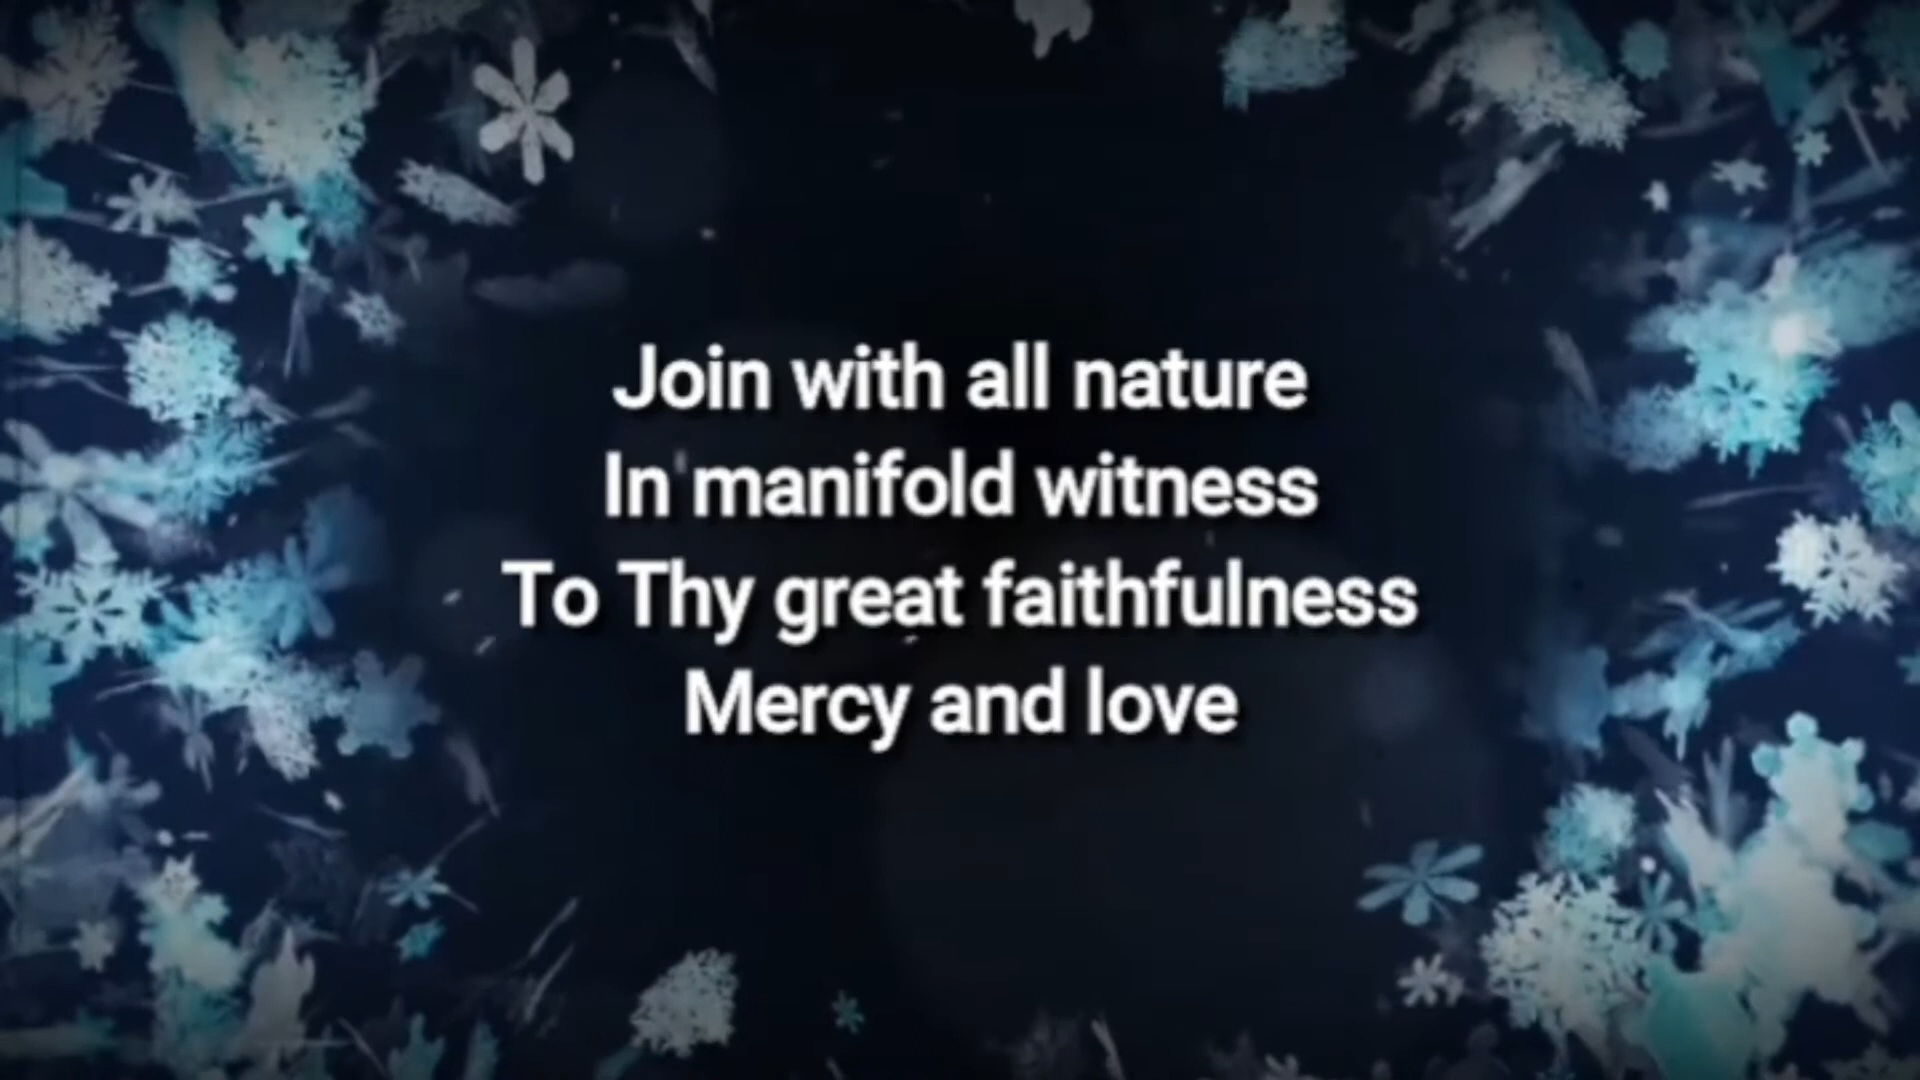 Join with all nature
In manifold witness
To Thy great faithfulness
Mercy and love